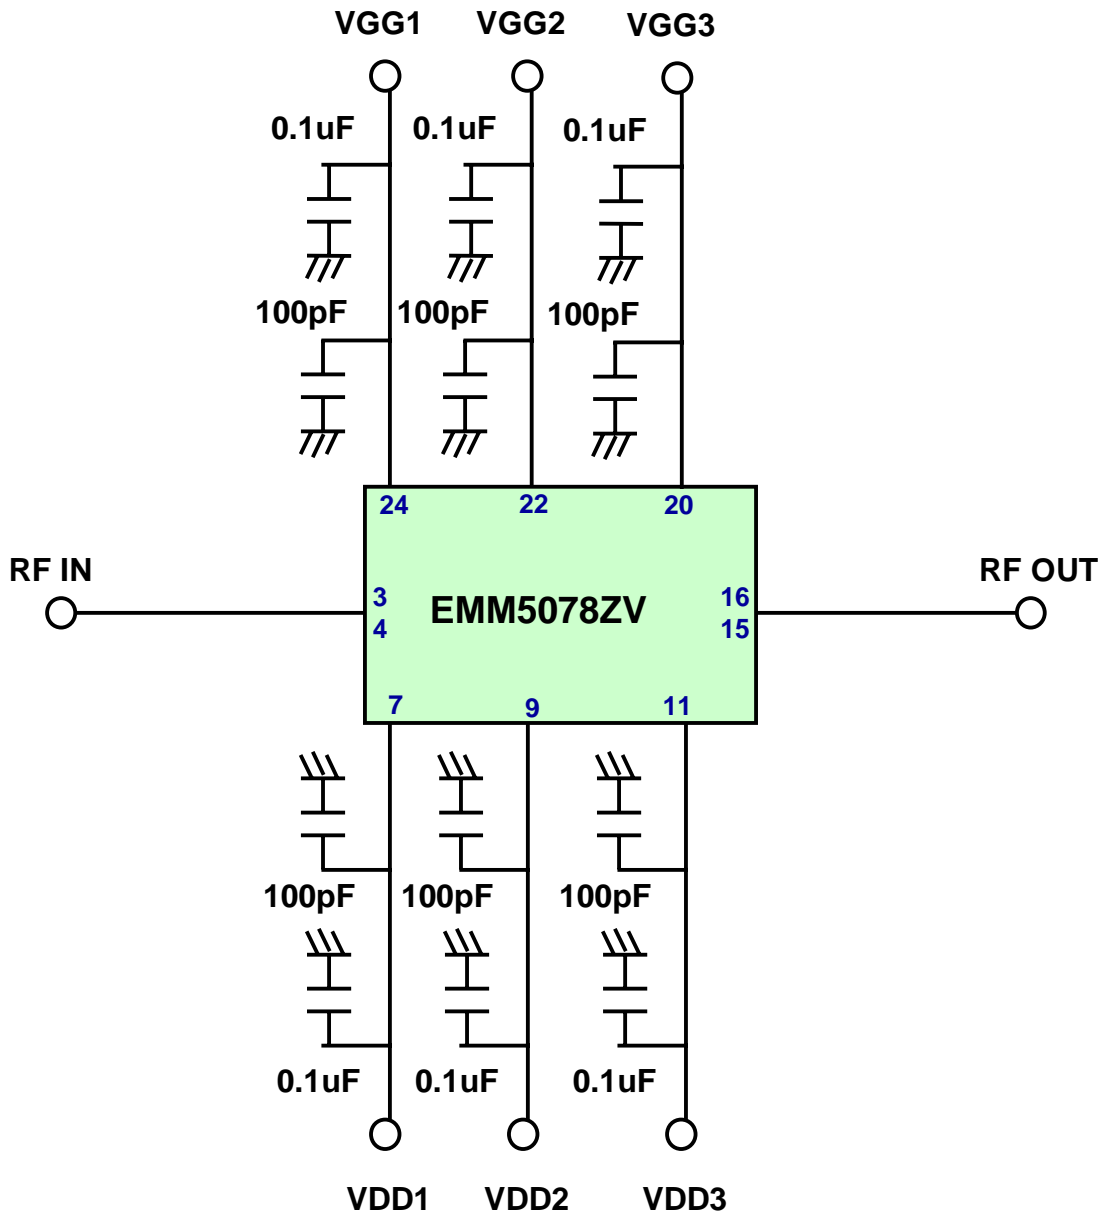 VGG1 VGG2 VGG3
0.1uF 0.1uF 0.1uF
100pF 100pF 100pF
24 22 20
RF IN RF OUT
3 16
EMM5078ZV
4 15
7 9 11
100pF 100pF 100pF
0.1uF 0.1uF 0.1uF
VDD1 VDD2 VDD3